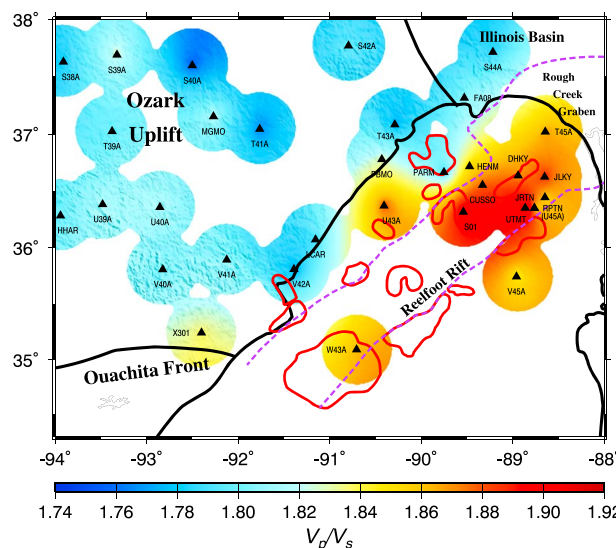 38°
37°
36°
35°
-94
-93
-92
-91
-90
-89
-88
Illinois Basin
Rough
Creek
Graben
Ozark
Uplift
Reelfoot Rift
Ouachita Front
S38A
S39A
S40A
S42A
S44A
FA08
T39A
MGMO
T41A
T43A
T45A
PBMO
PARM
HENM
DHKY
JLKY
CUSSO
JRTN
RPTN
(U45A)
UTMT
S01
HHAR
U39A
U40A
U43A
LCAR
V40A
V41A
V42A
V45A
X301
W43A
1.74
1.76
1.78
1.80
1.82
1.84
1.86
1.88
1.90
1.92
Vp/Vs